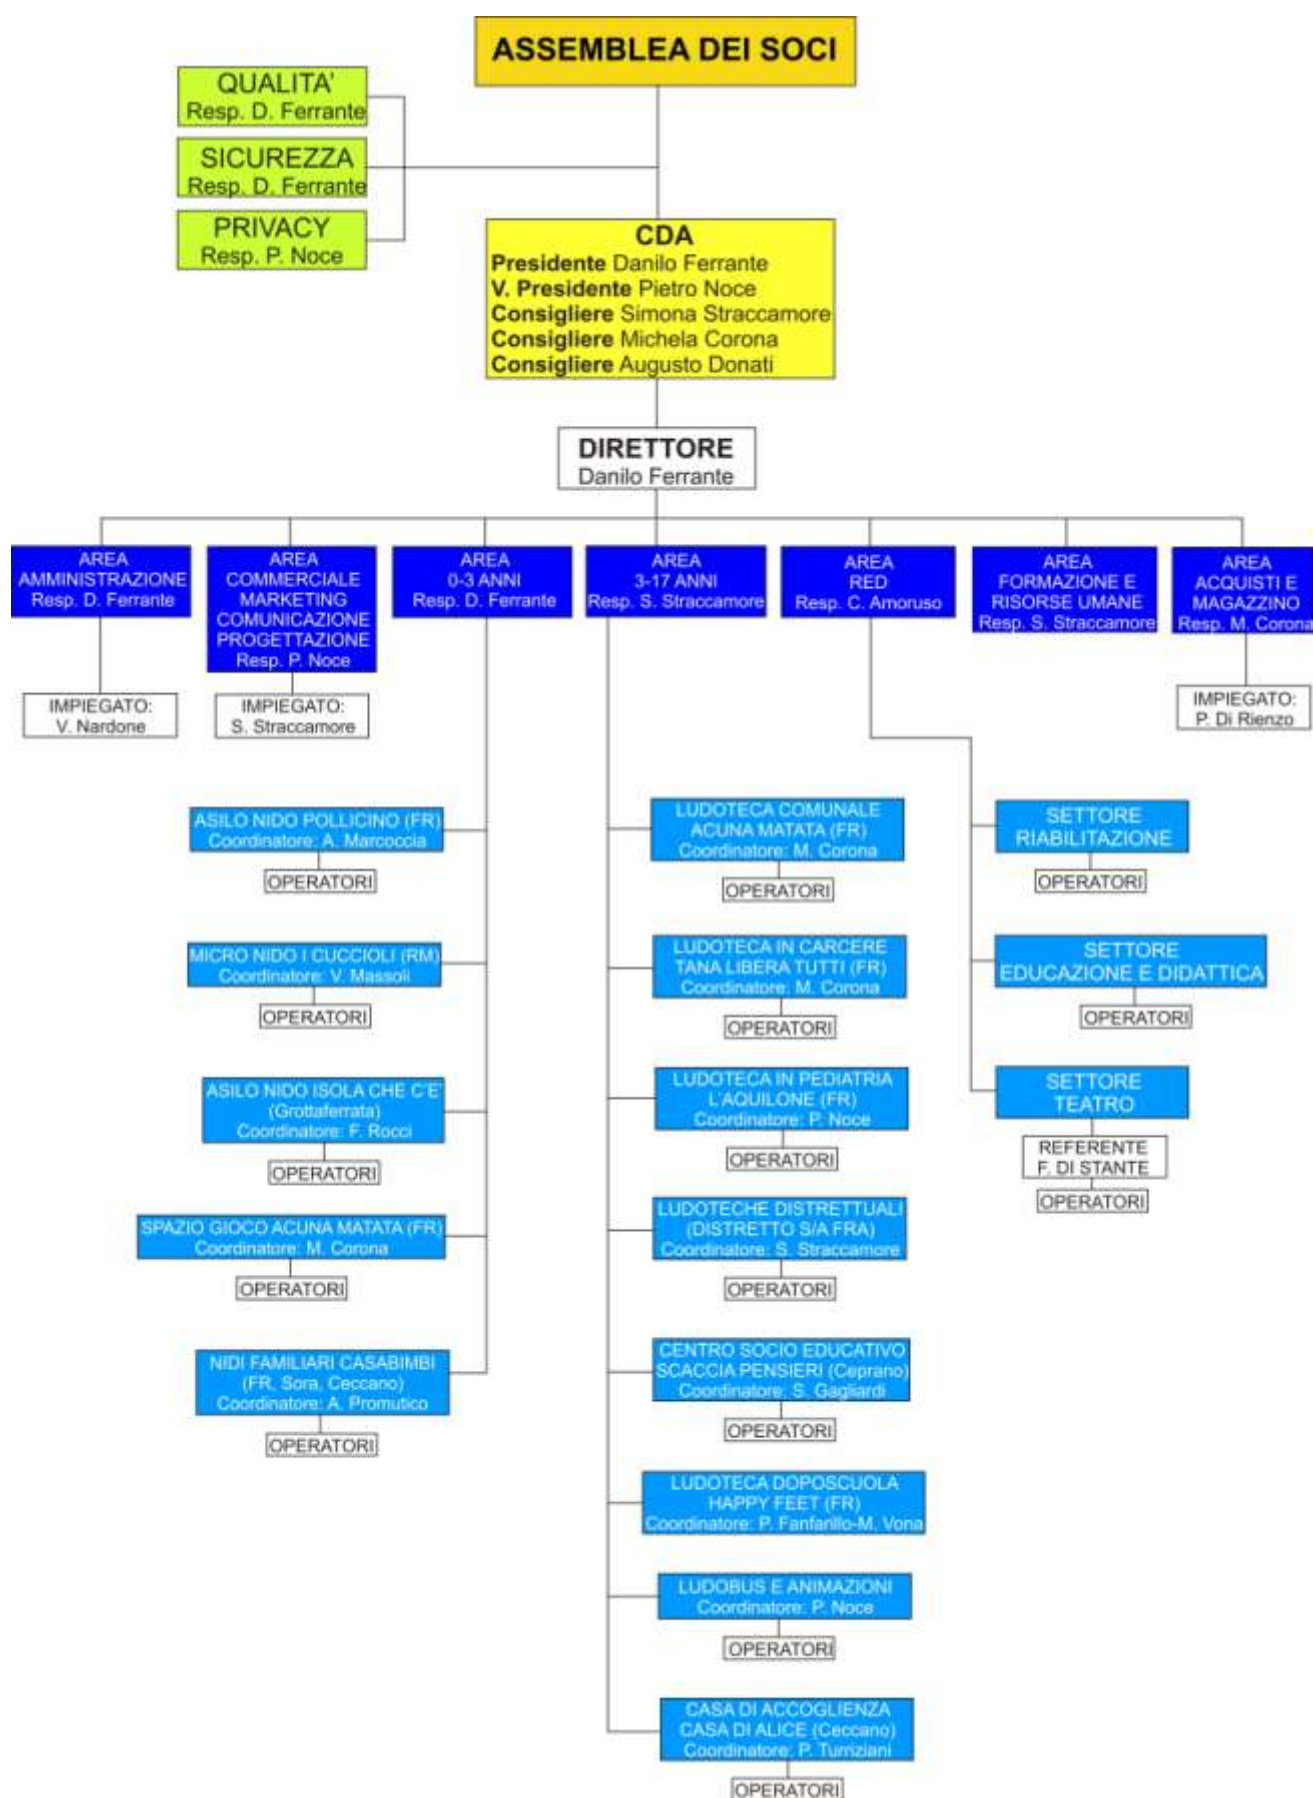 ASSEMBLEA DEI SOCI
QUALITA'
Resp. D. Ferrante
SICUREZZA
Resp. D. Ferrante
PRIVACY
Resp. P. Noce
CDA
Presidente Danilo Ferrante
V. Presidente Pietro Noce
Consigliere Simona Straccamore
Consigliere Michela Corona
Consigliere Augusto Donati
DIRETTORE
Danilo Ferrante
AREA
AMMINISTRAZIONE
Resp. D. Ferrante
IMPIEGATO:
V. Nardone
AREA
COMMERCIALE
MARKETING
COMUNICAZIONE
PROGETTAZIONE
Resp. P. Noce
IMPIEGATO:
S. Straccamore
AREA
0-3 ANNI
Resp. D. Ferrante
AREA
3-17 ANNI
Resp. S. Straccamore
AREA
RED
Resp. C. Amoruso
AREA
FORMAZIONE E
RISORSE UMANE
Resp. S. Straccamore
AREA
ACQUISTI E
MAGAZZINO
Resp. M. Corona
IMPIEGATO:
P. Di Rienzo
ASILO NIDO POLLICINO (FR)
Coordinatore: A. Marcoccia
OPERATORI
MICRO NIDO I CUCCIOLI (RM)
Coordinatore: V. Massoli
OPERATORI
ASILO NIDO ISOLA CHE C'E'
(Grottaferrata)
Coordinatore: F. Rocci
OPERATORI
SPAZIO GIOCO ACUNA MATATA (FR)
Coordinatore: M. Corona
OPERATORI
NIDI FAMILIARI CASABIMBI
(FR, Sora, Ceccano)
Coordinatore: A. Promutico
OPERATORI
LUDOTECA COMUNALE
ACUNA MATATA (FR)
Coordinatore: M. Corona
OPERATORI
LUDOTECA IN CARCERE
TANA LIBERA TUTTI (FR)
Coordinatore: M. Corona
OPERATORI
LUDOTECA IN PEDIATRIA
L'AQUILONE (FR)
Coordinatore: P. Noce
OPERATORI
LUDOTECHE DISTRETTUALI
(DISTRETTO S/A FRA)
Coordinatore: S. Straccamore
OPERATORI
CENTRO SOCIO EDUCATIVO
SCACCIA PENSIERI (Ceprano)
Coordinatore: S. Gagliardi
OPERATORI
LUDOTECA DOPOSCUOLA
HAPPY FEET (FR)
Coordinatore: P. Fanfarillo-M. Vona
LUDOBUS E ANIMAZIONI
Coordinatore: P. Noce
OPERATORI
CASA DI ACCOGLIENZA
CASA DI ALICE (Ceccano)
Coordinatore: P. Turriziani
OPERATORI
SETTORE
RIABILITAZIONE
OPERATORI
SETTORE
EDUCAZIONE E DIDATTICA
OPERATORI
SETTORE
TEATRO
REFERENTE
F. DI STANTE
OPERATORI